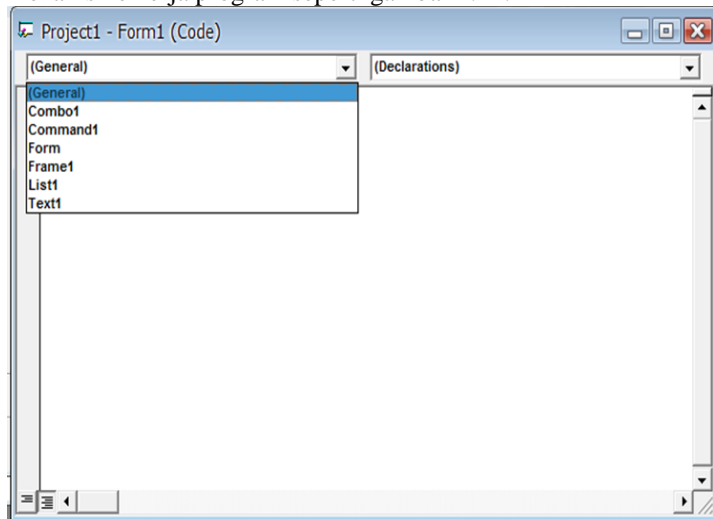 Project1 - Form1 (Code)
(General)
(Declarations)
(General)
Combo1
Command1
Form
Frame1
List1
Text1